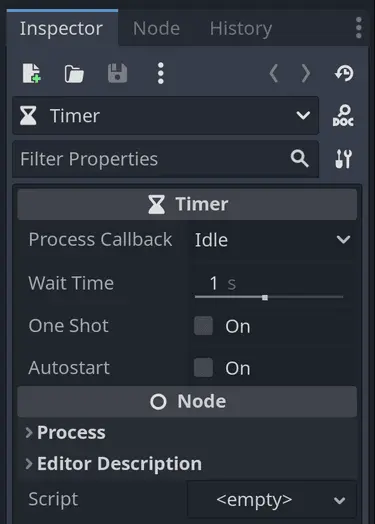 Inspector Node History
Timer DOC
Filter Properties
Timer
Process Callback Idle
Wait Time 1 s
One Shot On
Autostart On
Node
Process
Editor Description
Script <empty>